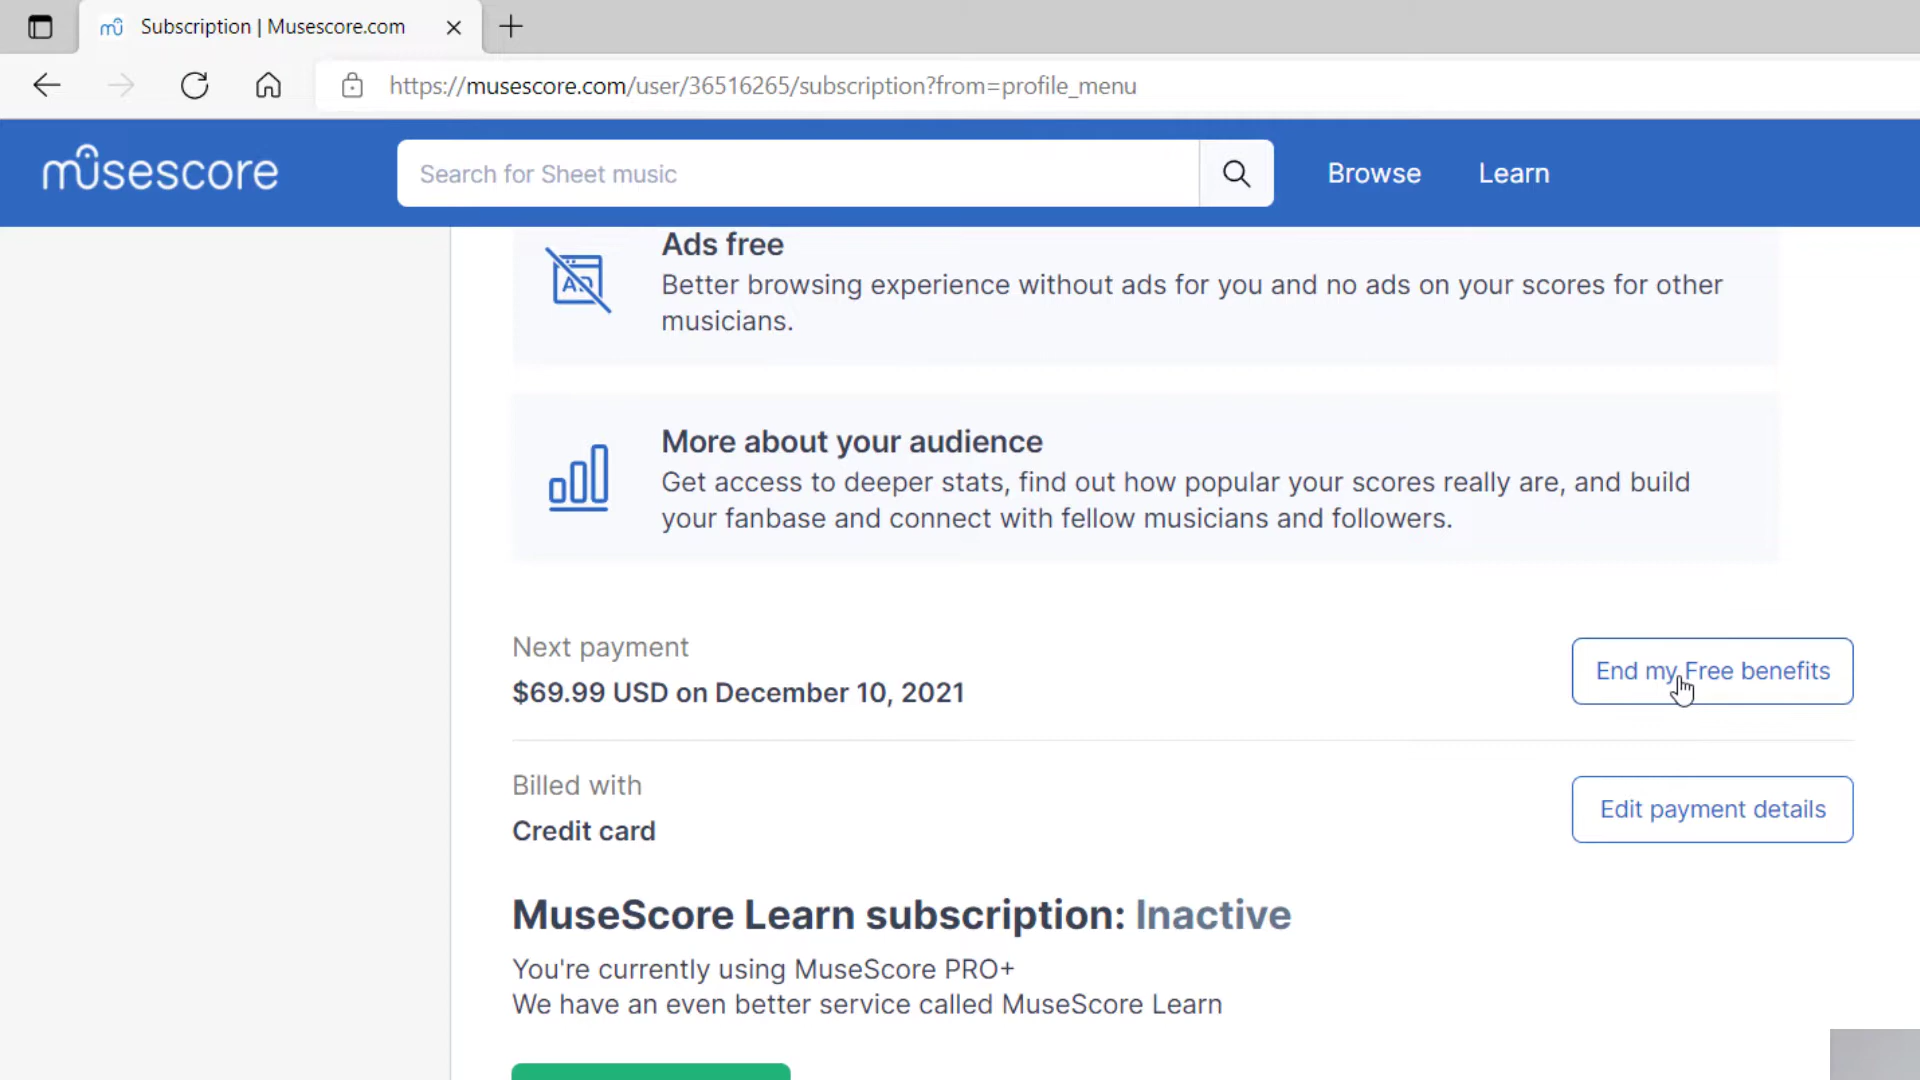 Subscription | Musescore.com
https://musescore.com/user/36516265/subscription?from=profile_menu
musescore
Search for Sheet music
Browse
Learn
Ads free
AD
Better browsing experience without ads for you and no ads on your scores for other
musicians.
More about your audience
Get access to deeper stats, find out how popular your scores really are, and build
your fanbase and connect with fellow musicians and followers.
Next payment
$69.99 USD on December 10, 2021
End my Free benefits
Billed with
Credit card
Edit payment details
MuseScore Learn subscription: Inactive
You're currently using MuseScore PRO+
We have an even better service called MuseScore Learn